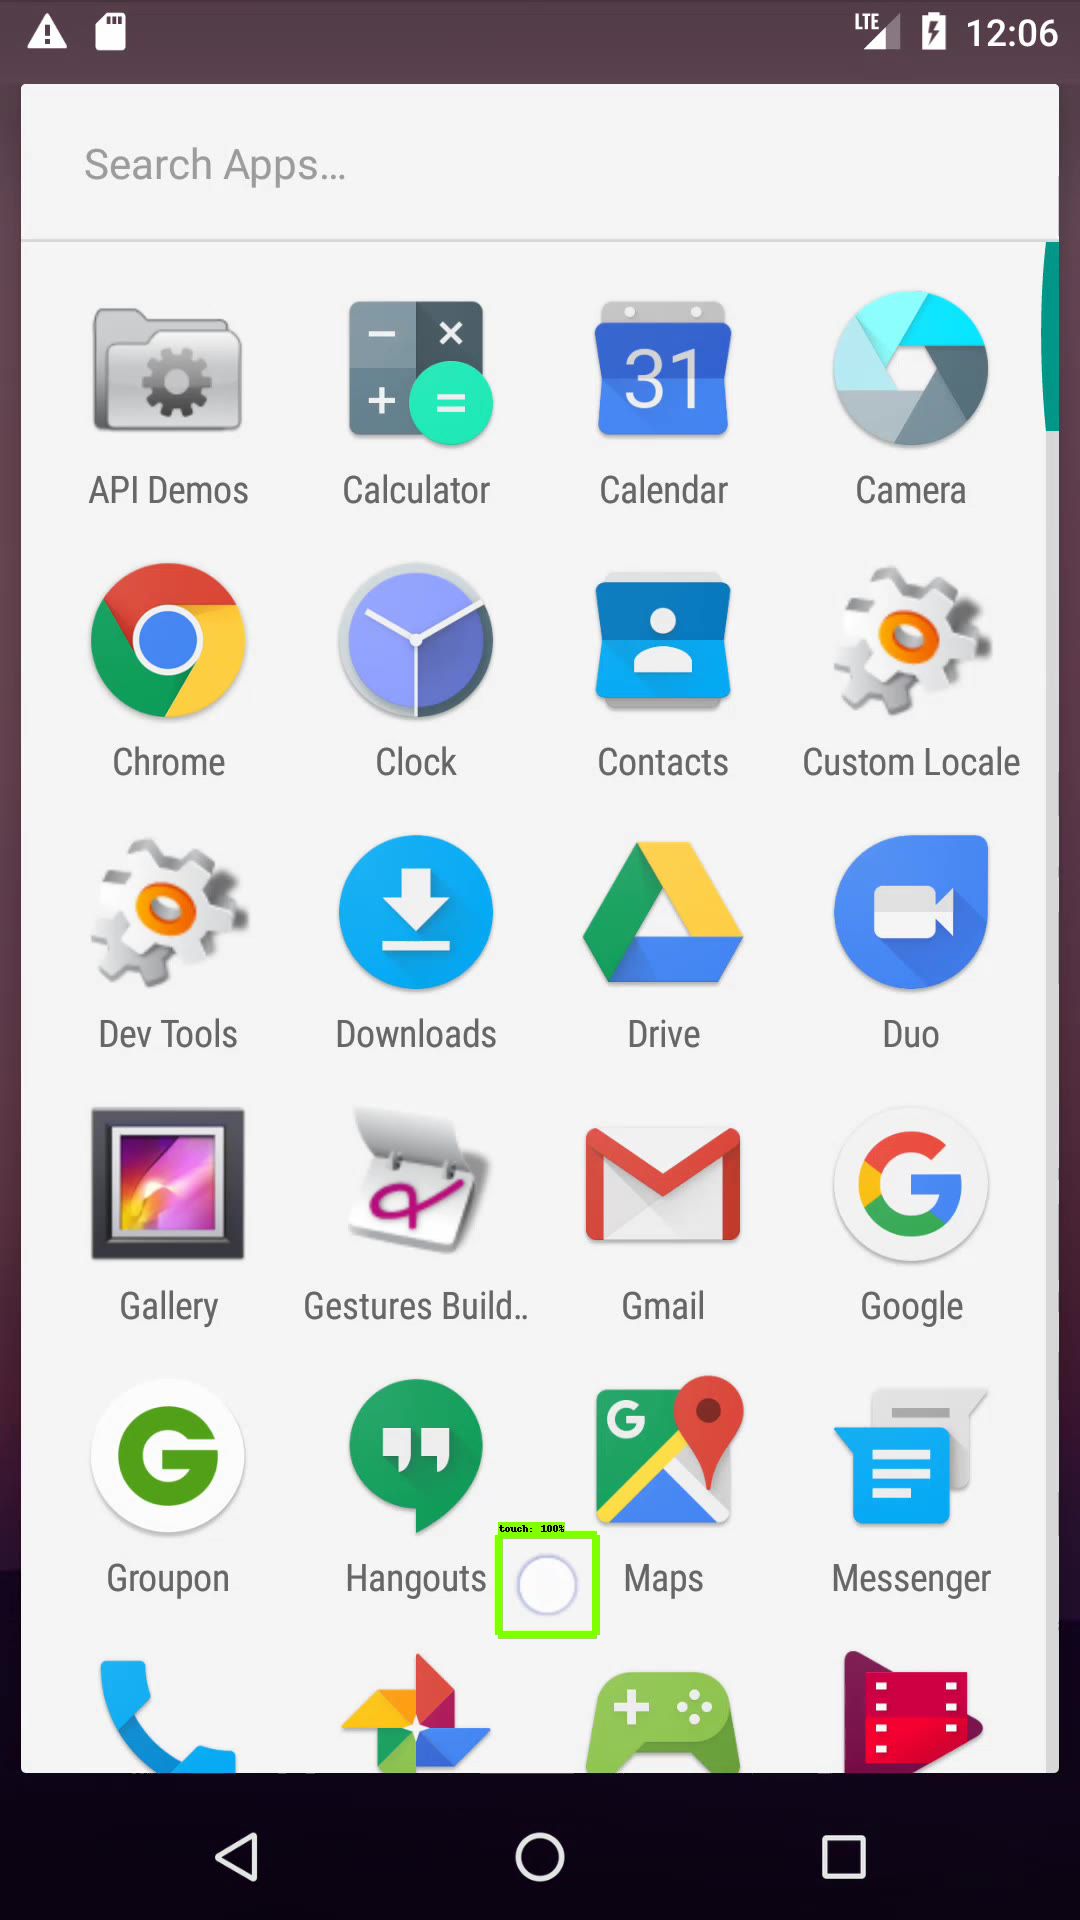 LTE 12:06
Search Apps...
31
API Demos Calculator Calendar Camera
Chrome Clock Contacts Custom Locale
Dev Tools Downloads Drive Duo
Gallery Gestures Build.. Gmail Google
touch: 100%
Groupon Hangouts Maps Messenger